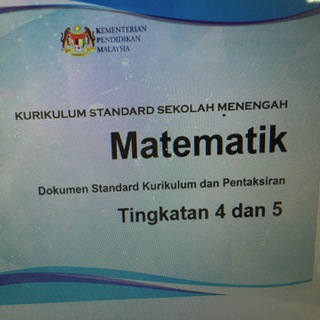 KEMENTERIAN
PENDIDIKAN
MALAYSIA
KURIKULUM STANDARD SEKOLAH MENENGAH
Matematik
Dokumen Standard Kurikulum dan Pentaksiran
Tingkatan 4 dan 5